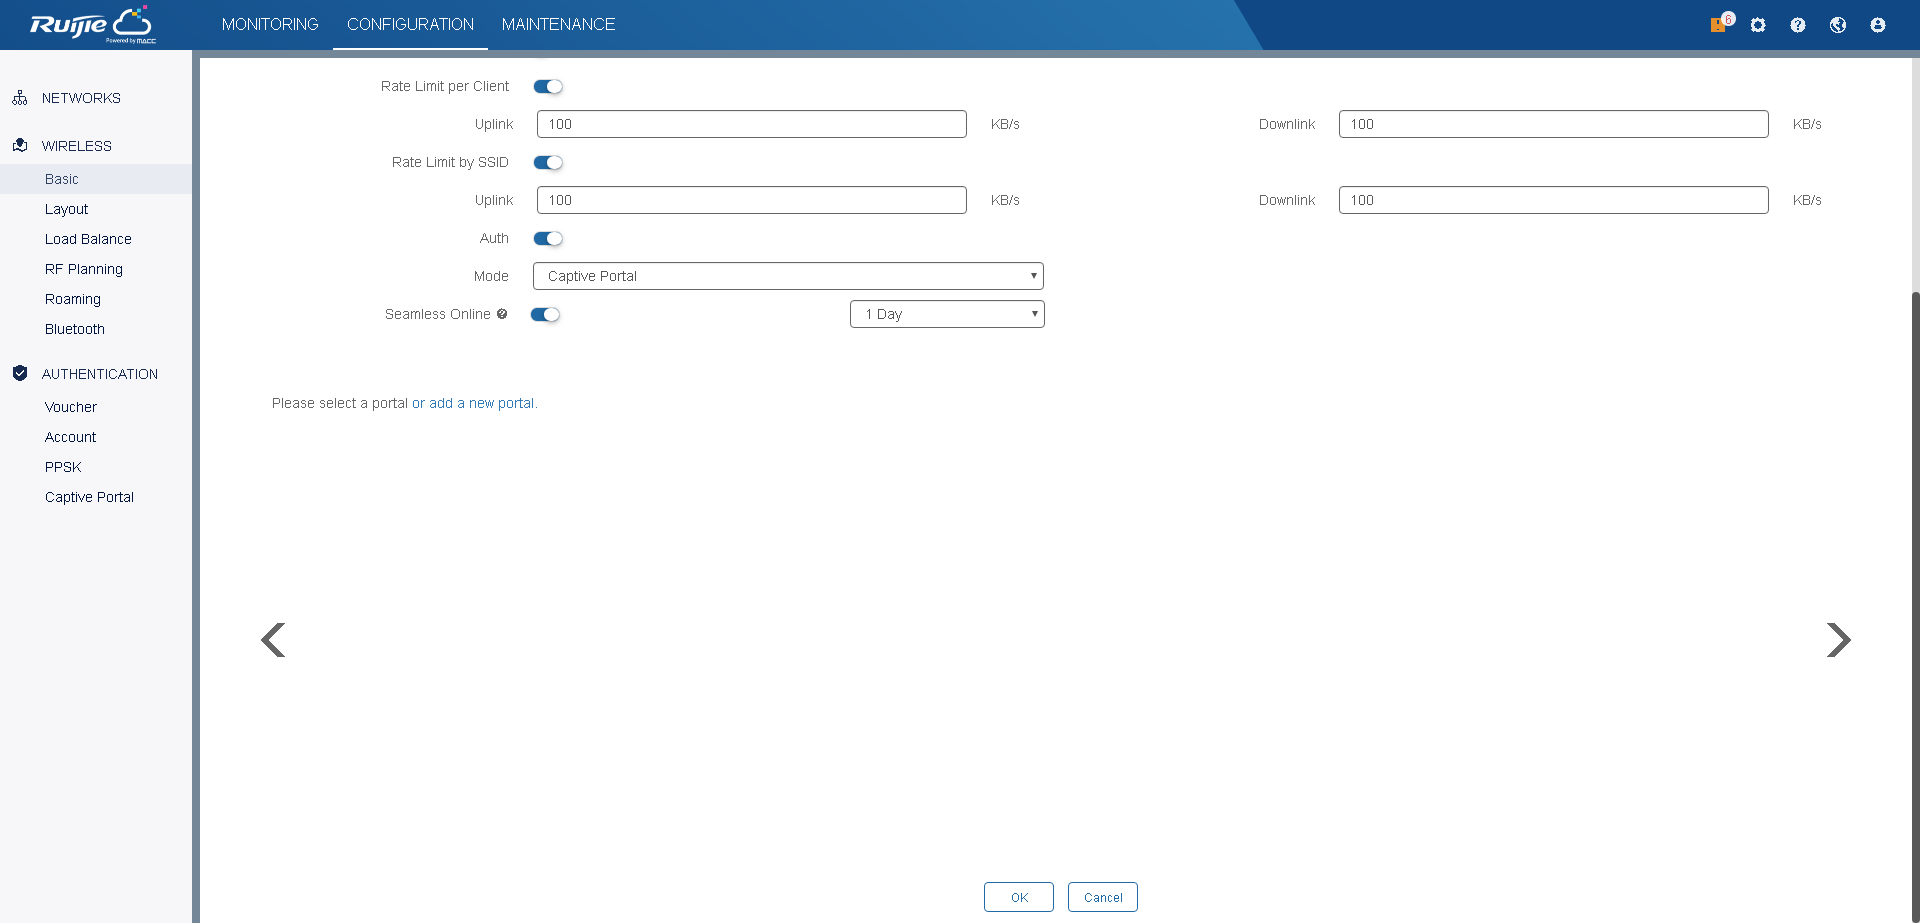 Ruijie
Powered by MACC
MONITORING CONFIGURATION MAINTENANCE
6
NETWORKS
WIRELESS
Basic
Layout
Load Balance
RF Planning
Roaming
Bluetooth
AUTHENTICATION
Voucher
Account
PPSK
Captive Portal
Rate Limit per Client
Uplink 100 KB/s Downlink 100 KB/s
Rate Limit by SSID
Uplink 100 KB/s Downlink 100 KB/s
Auth
Mode Captive Portal
Seamless Online 1 Day
Please select a portal or add a new portal.
OK Cancel